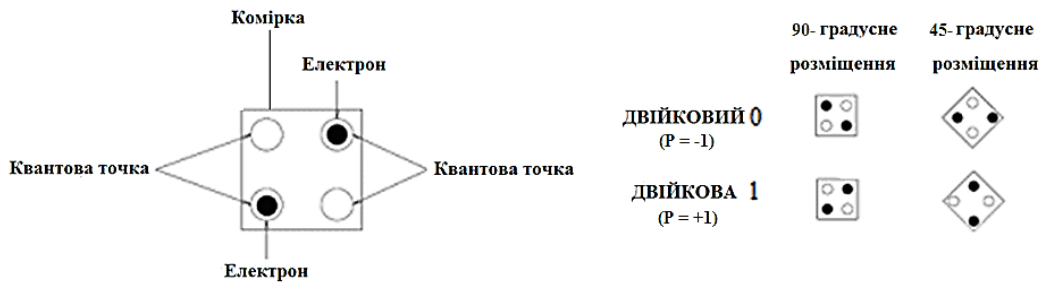 Комірка
Електрон
Квантова точка
Квантова точка
Електрон
90- градусне
розміщення
45- градусне
розміщення
ДВІЙКОВИЙ 0
(P = -1)
ДВІЙКОВА 1
(P = +1)